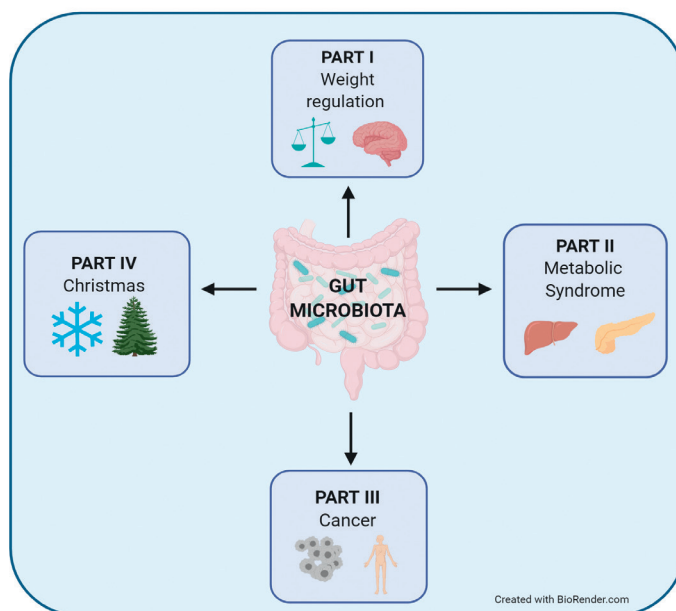 PART I
Weight
regulation
PART IV
Christmas
GUT
MICROBIOTA
PART II
Metabolic
Syndrome
PART III
Cancer
Created with BioRender.com